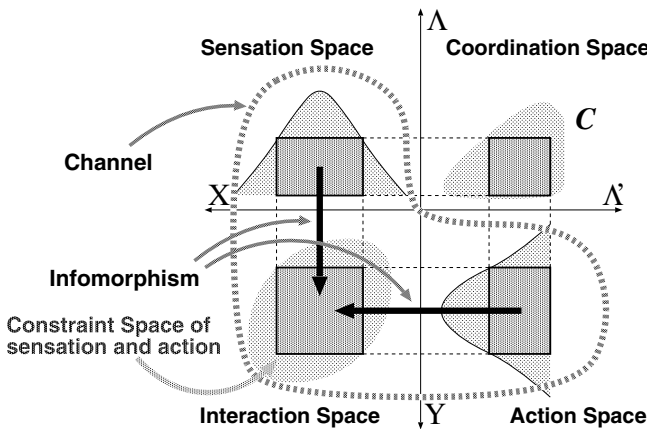 Sensation Space
Λ
Coordination Space
C
Channel
X
Λ'
Infomorphism
Constraint Space of
sensation and action
Interaction Space
Y
Action Space